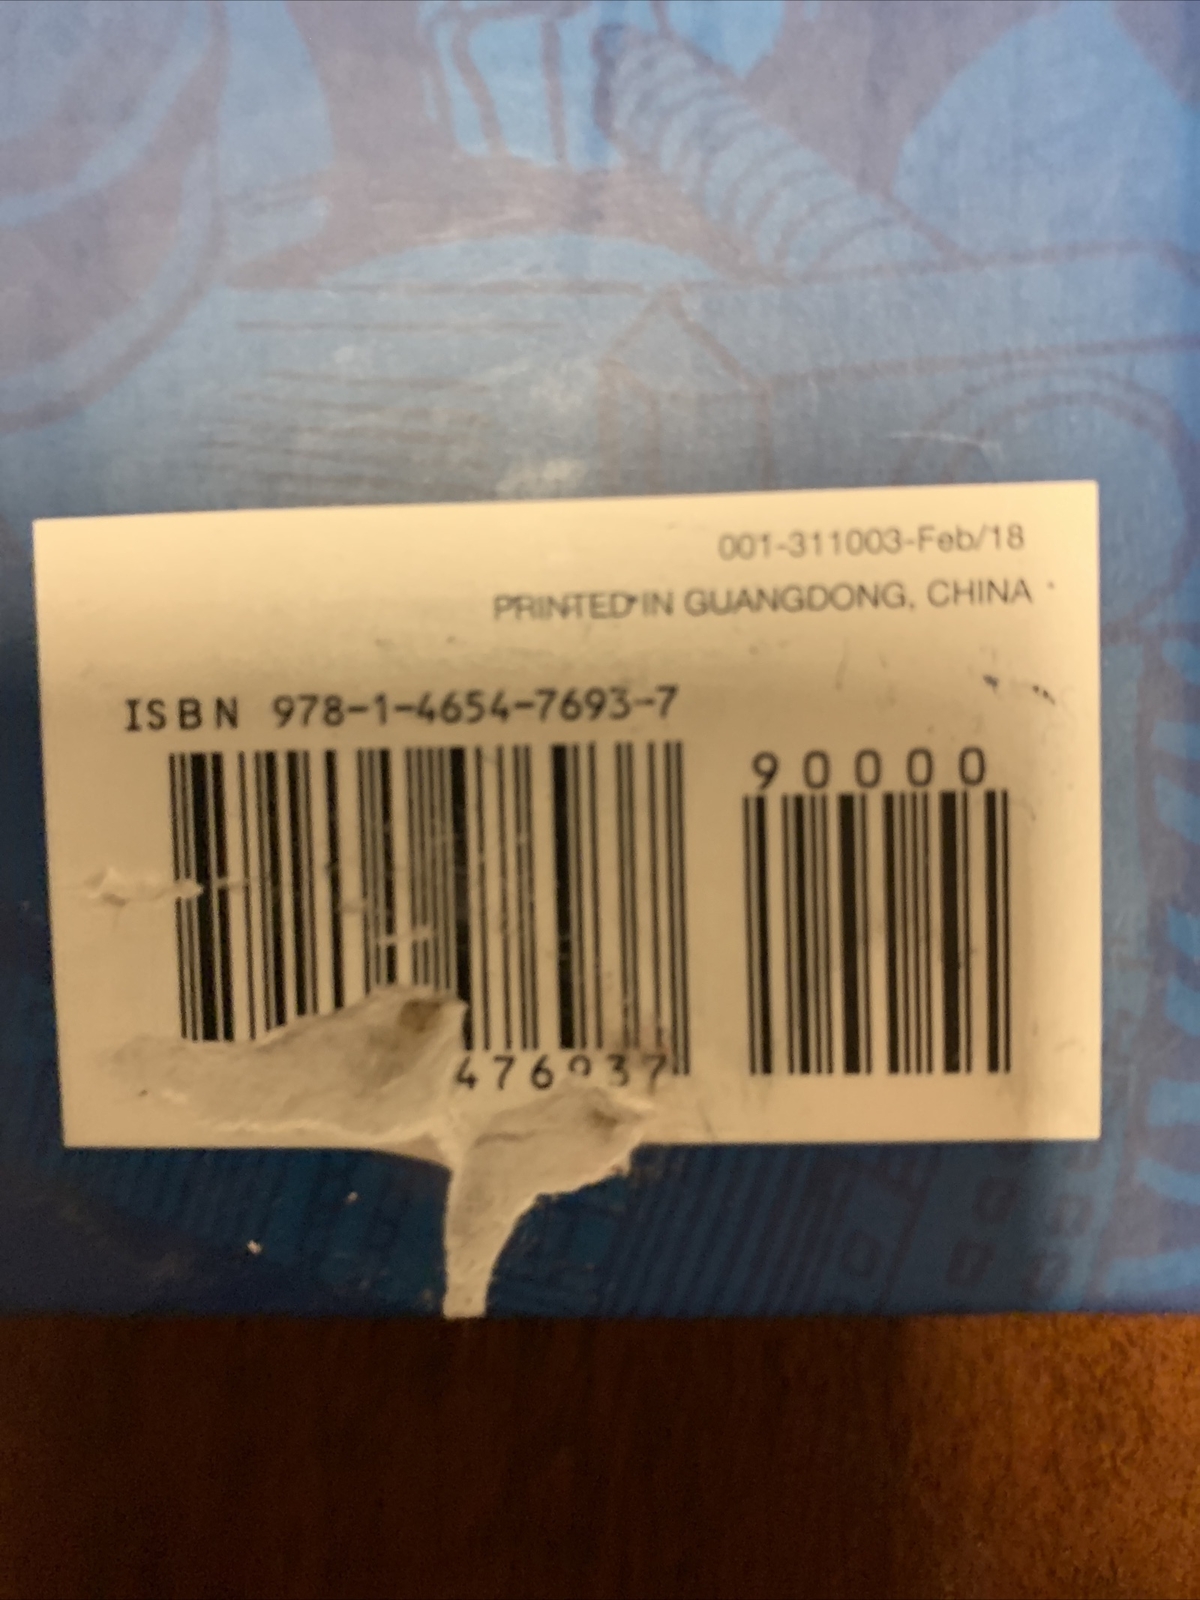 001-311003-Feb/18
PRINTED IN GUANGDONG, CHINA
ISBN 978-1-4654-7693-7
90000
476937